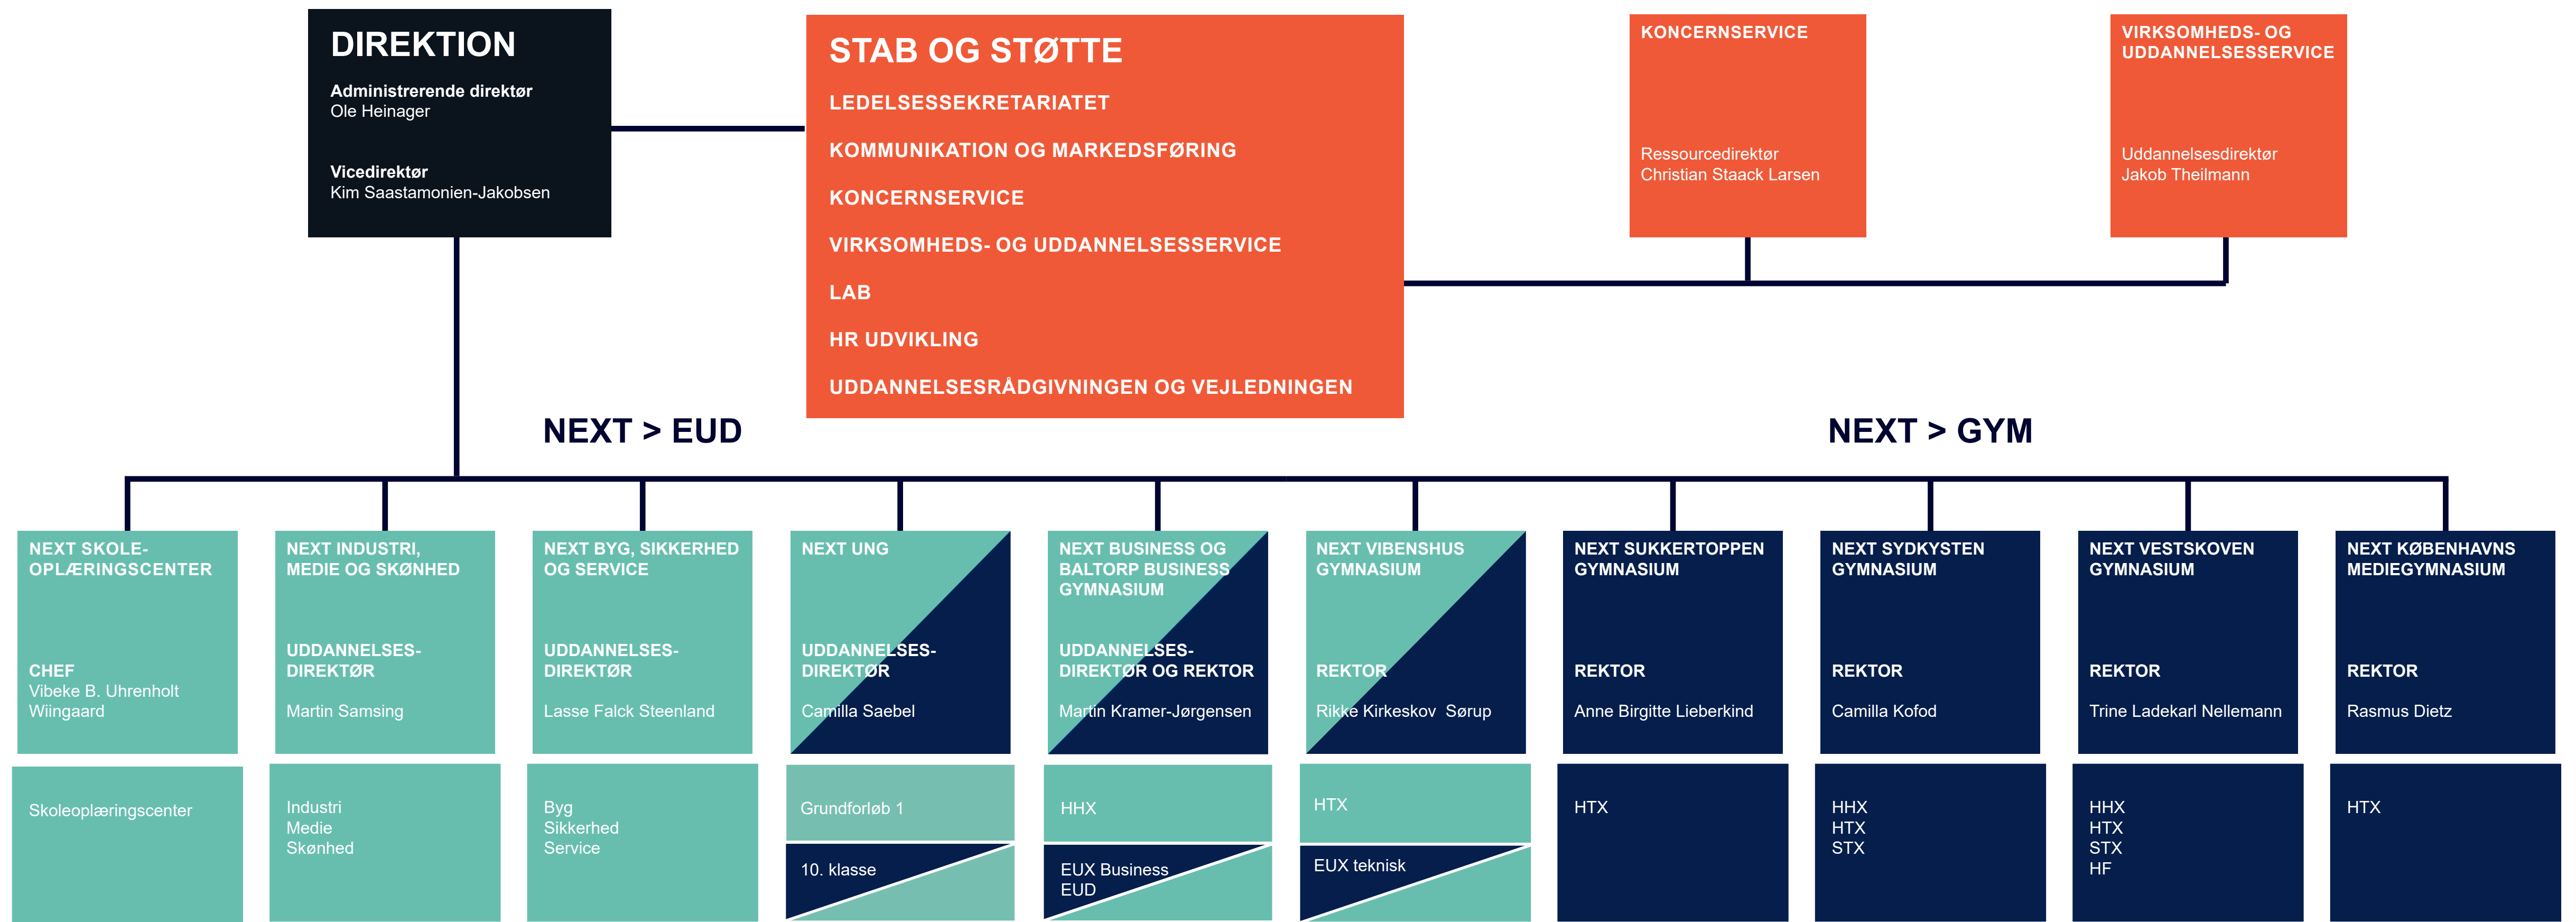 DIREKTION
Administrerende direktør
Ole Heinager
Vicedirektør
Kim Saastamonien-Jakobsen
STAB OG STØTTE
LEDELSESSEKRETARIATET
KOMMUNIKATION OG MARKEDSFØRING
KONCERNSERVICE
VIRKSOMHEDS- OG UDDANNELSESSERVICE
LAB
HR UDVIKLING
UDDANNELSESRÅDGIVNINGEN OG VEJLEDNINGEN
KONCERNSERVICE
Ressourcedirektør
Christian Staack Larsen
VIRKSOMHEDS- OG
UDDANNELSESSERVICE
Uddannelsesdirektør
Jakob Theilmann
NEXT > EUD
NEXT > GYM
NEXT SKOLE-
OPLÆRINGSCENTER
CHEF
Vibeke B. Uhrenholt
Wiingaard
Skoleoplæringscenter
NEXT INDUSTRI,
MEDIE OG SKØNHED
UDDANNELSES-
DIREKTØR
Martin Samsing
Industri
Medie
Skønhed
NEXT BYG, SIKKERHED
OG SERVICE
UDDANNELSES-
DIREKTØR
Lasse Falck Steenland
Byg
Sikkerhed
Service
NEXT UNG
UDDANNELSES-
DIREKTØR
Camilla Saebel
Grundforløb 1
10. klasse
NEXT BUSINESS OG
BALTORP BUSINESS
GYMNASIUM
UDDANNELSES-
DIREKTØR OG REKTOR
Martin Kramer-Jørgensen
HHX
EUX Business
EUD
NEXT VIBENSHUS
GYMNASIUM
REKTOR
Rikke Kirkeskov Sørup
HTX
EUX teknisk
NEXT SUKKERTOPPEN
GYMNASIUM
REKTOR
Anne Birgitte Lieberkind
HTX
NEXT SYDKYSTEN
GYMNASIUM
REKTOR
Camilla Kofod
HHX
HTX
STX
NEXT VESTSKOVEN
GYMNASIUM
REKTOR
Trine Ladekarl Nellemann
HHX
HTX
STX
HF
NEXT KØBENHAVNS
MEDIEGYMNASIUM
REKTOR
Rasmus Dietz
HTX